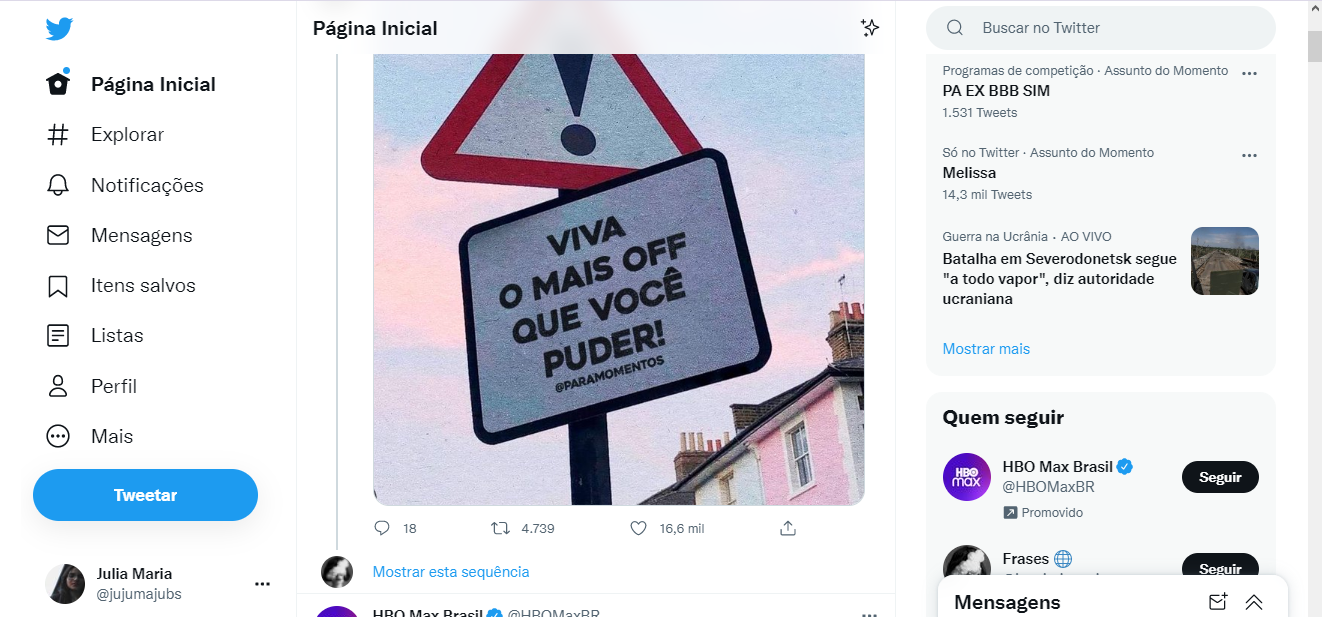 Página Inicial
Explorar
Notificações
Mensagens
Itens salvos
Listas
Perfil
Mais
Tweetar
Julia Maria
@jujumajubs
Página Inicial
VIVA
O MAIS OFF
QUE VOCÊ
PUDER!
@PARAMOMENTOS
18
4.739
16,6 mil
Mostrar esta sequência
HBO Max Brasil @HBOMaxBR
Buscar no Twitter
Programas de competição · Assunto do Momento
PA EX BBB SIM
1.531 Tweets
Só no Twitter · Assunto do Momento
Melissa
14,3 mil Tweets
Guerra na Ucrânia · AO VIVO
Batalha em Severodonetsk segue
"a todo vapor", diz autoridade
ucraniana
Mostrar mais
Quem seguir
HBO
max
HBO Max Brasil
@HBOMaxBR
Promovido
Seguir
Frases
Seguir
Mensagens